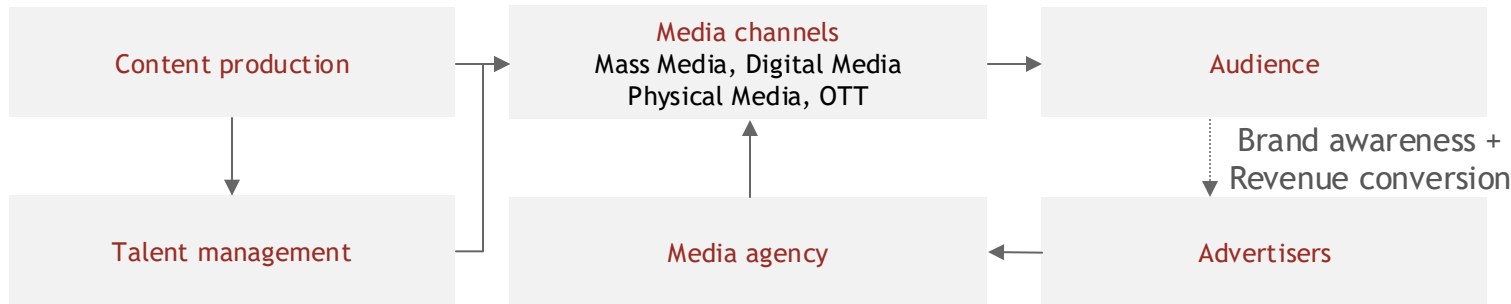 Content production
Media channels
Mass Media, Digital Media
Physical Media, OTT
Audience
Brand awareness +
Revenue conversion
Talent management
Media agency
Advertisers